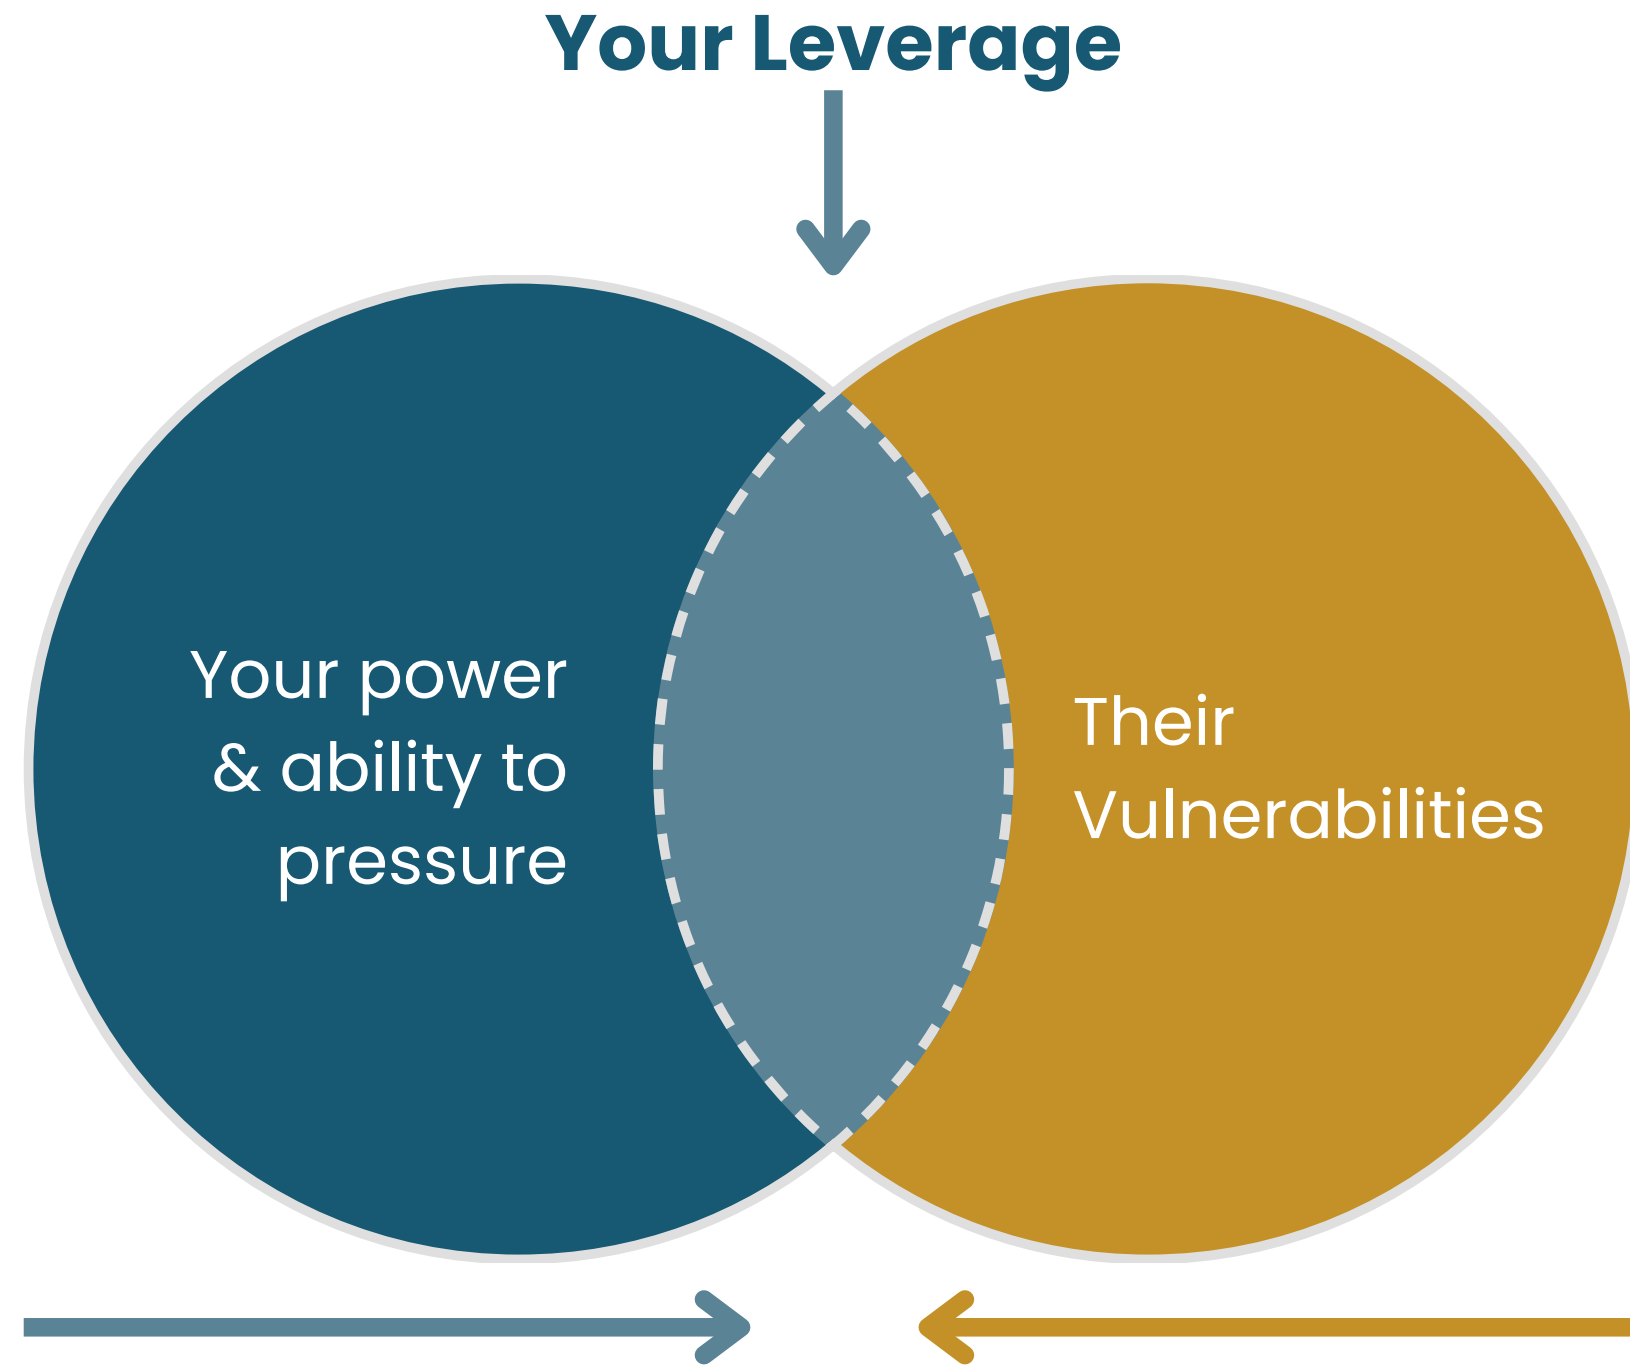 Your Leverage
Your power
& ability to
pressure
Their
Vulnerabilities